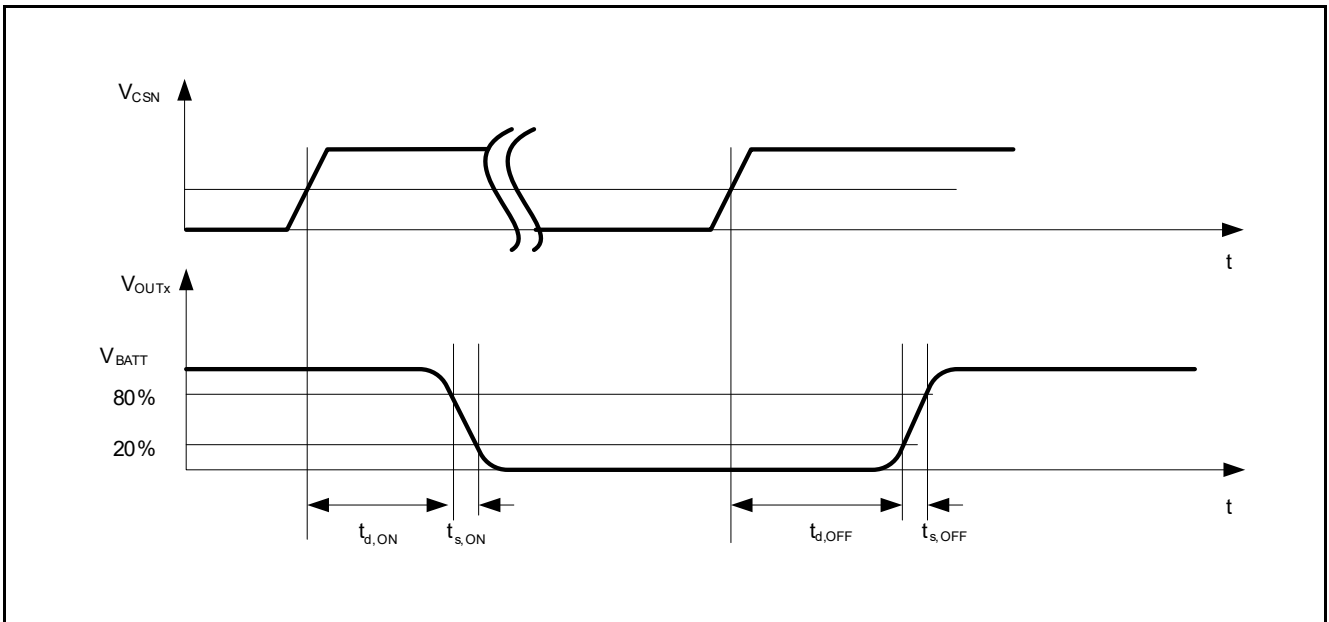 VCSN
t
VOUTx
VBATT
80%
20%
t
td, ON
ts, ON
td,OFF
ts, OFF